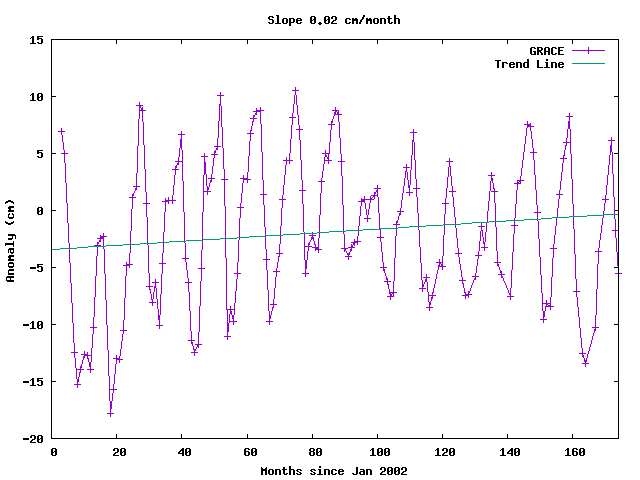 Slope 0.02 cm/month
15
10
5
0
-5
-10
-15
-20
Anomaly (cm)
GRACE
Trend Line
0 20 40 60 80 100 120 140 160
Months since Jan 2002